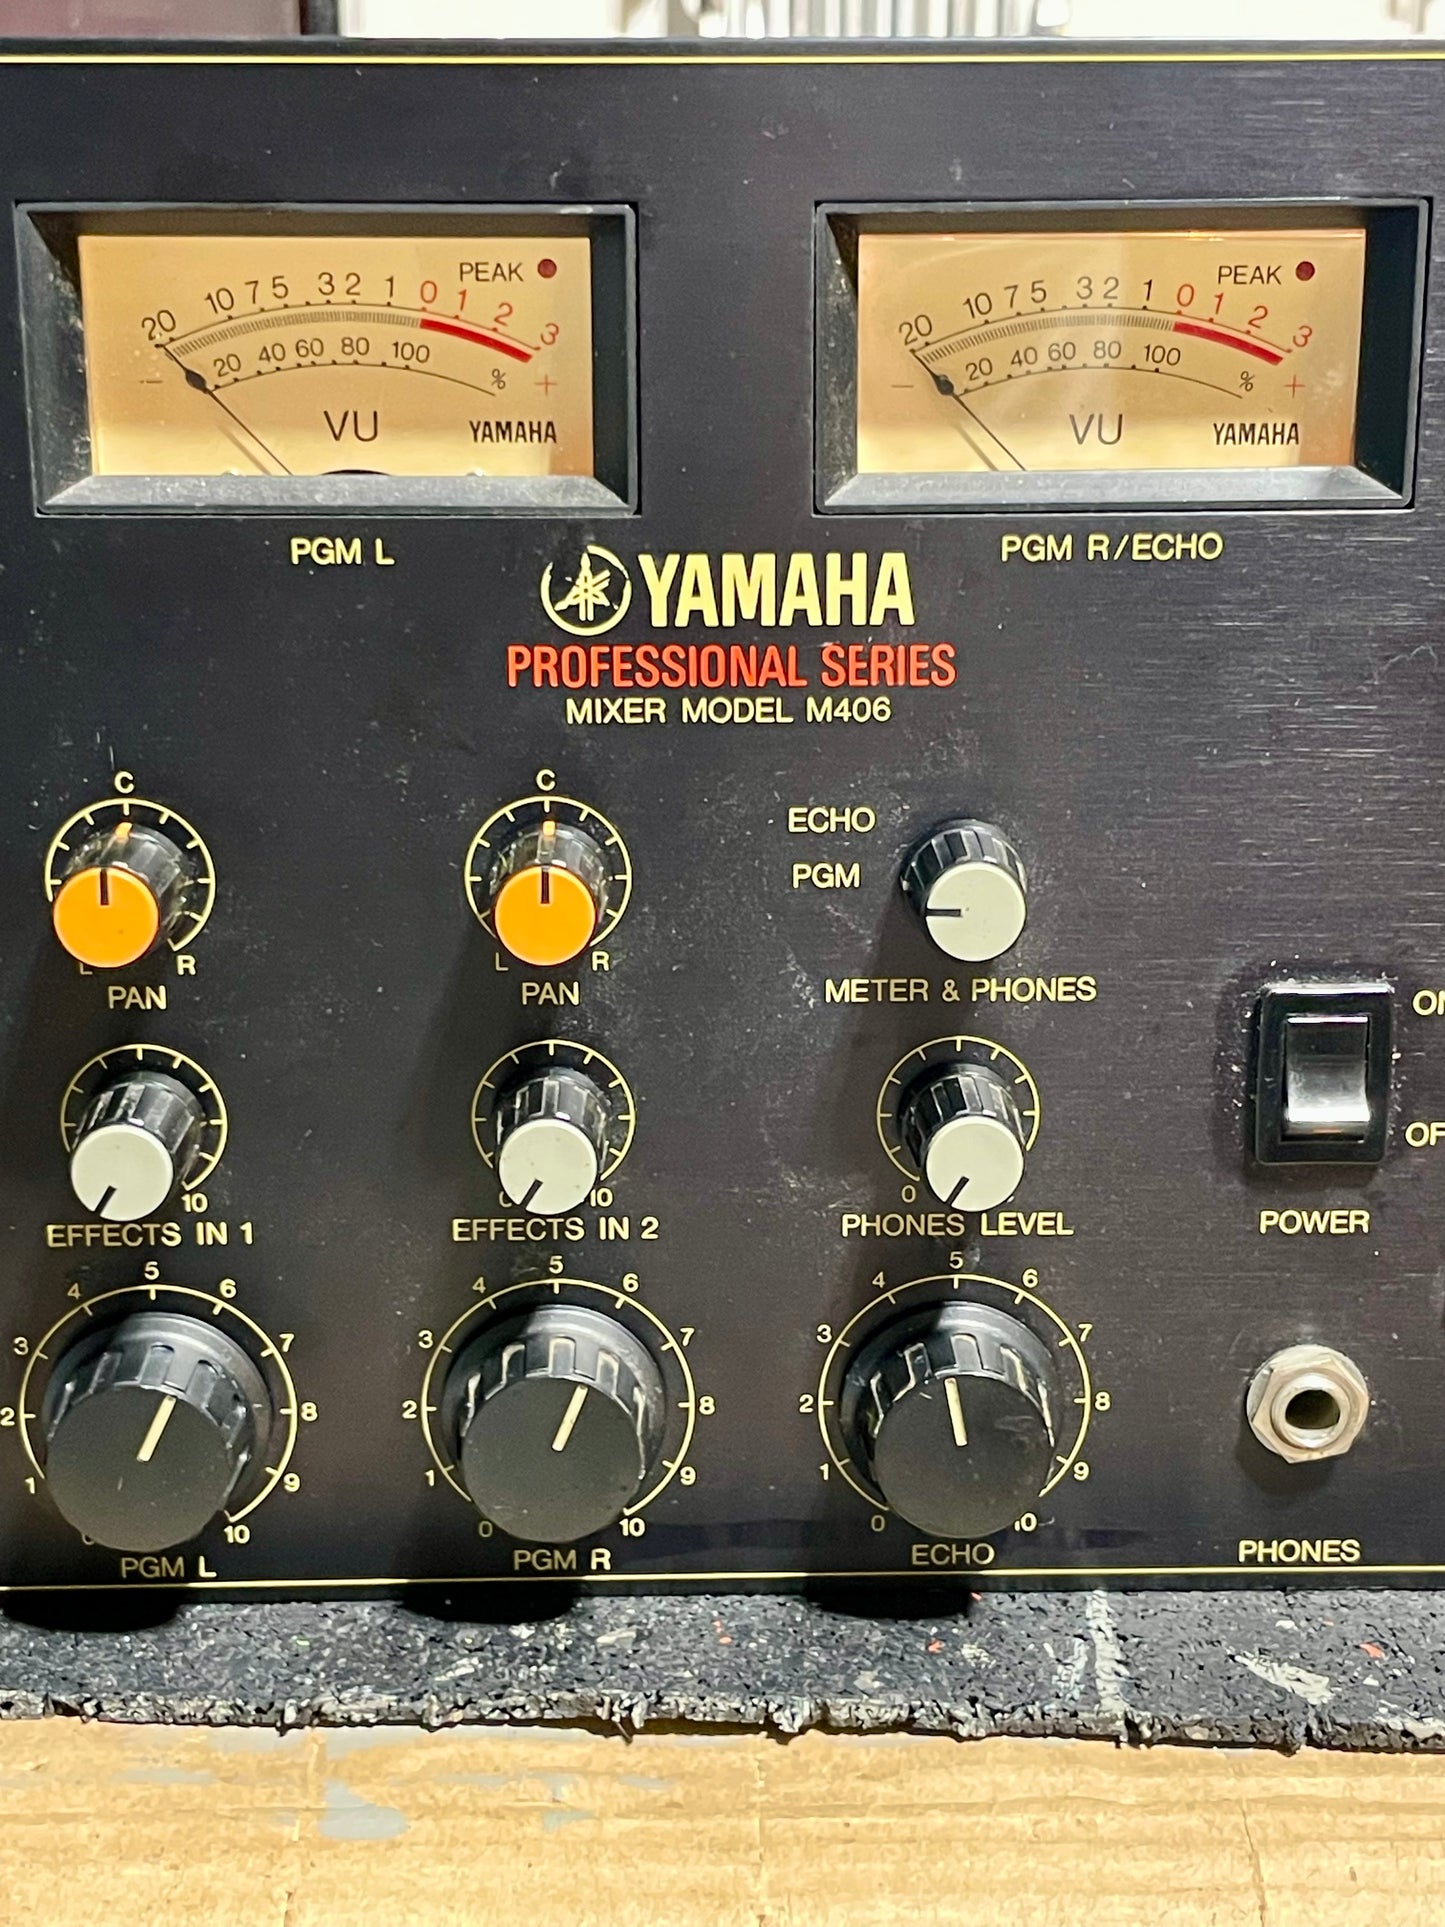 PEAK
20 10 7 5 3 2 1 0 1 2 3
20 40 60 80 100 %
- +
VU YAMAHA
PGM L
PEAK
20 10 7 5 3 2 1 0 1 2 3
20 40 60 80 100 %
- +
VU YAMAHA
PGM R/ECHO
YAMAHA
PROFESSIONAL SERIES
MIXER MODEL M406
C
L R
PAN
C
L R
PAN
ECHO
PGM
METER & PHONES
10
EFFECTS IN 1
10
EFFECTS IN 2
0
PHONES LEVEL
POWER
1 2 3 4 5 6 7 8 9 10
PGM L
0 1 2 3 4 5 6 7 8 9 10
PGM R
0 1 2 3 4 5 6 7 8 9 10
ECHO
PHONES